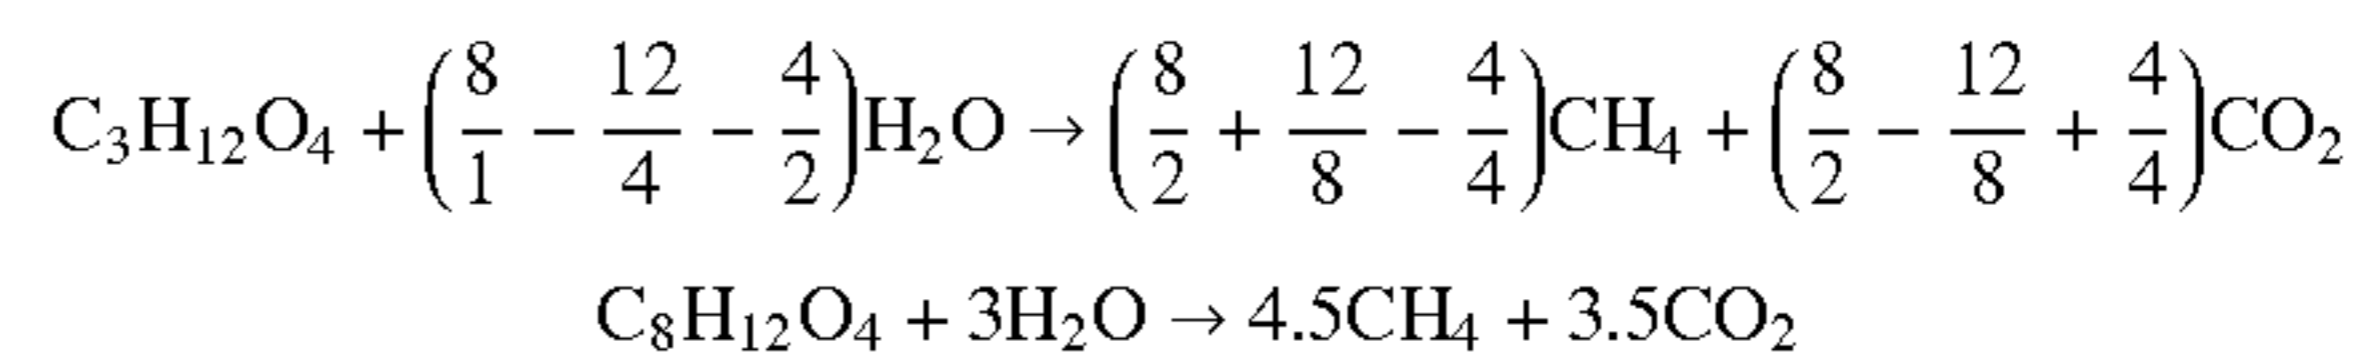 C₃H₁₂O₄ + (8/1 − 12/4 − 4/2)H₂O → (8/2 + 12/8 − 4/4)CH₄ + (8/2 − 12/8 + 4/4)CO₂
C₈H₁₂O₄ + 3H₂O → 4.5CH₄ + 3.5CO₂